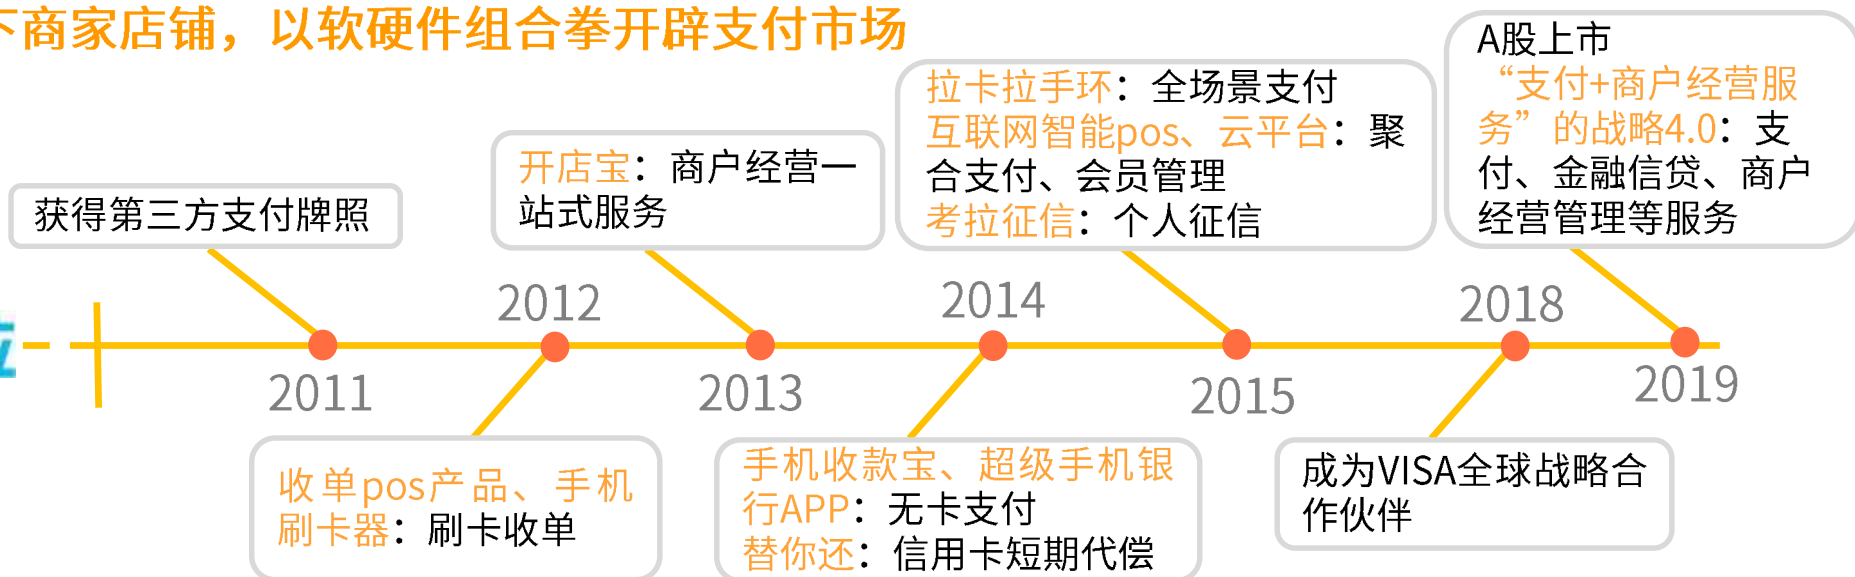 下商家店铺，以软硬件组合拳开辟支付市场
获得第三方支付牌照
2011
2012
收单pos产品、手机
刷卡器：刷卡收单
开店宝：商户经营一
站式服务
2013
2014
手机收款宝、超级手机银
行APP：无卡支付
替你还：信用卡短期代偿
拉卡拉手环：全场景支付
互联网智能pos、云平台：聚
合支付、会员管理
考拉征信：个人征信
2015
2018
成为VISA全球战略合
作伙伴
A股上市
“支付+商户经营服
务”的战略4.0：支
付、金融信贷、商户
经营管理等服务
2019